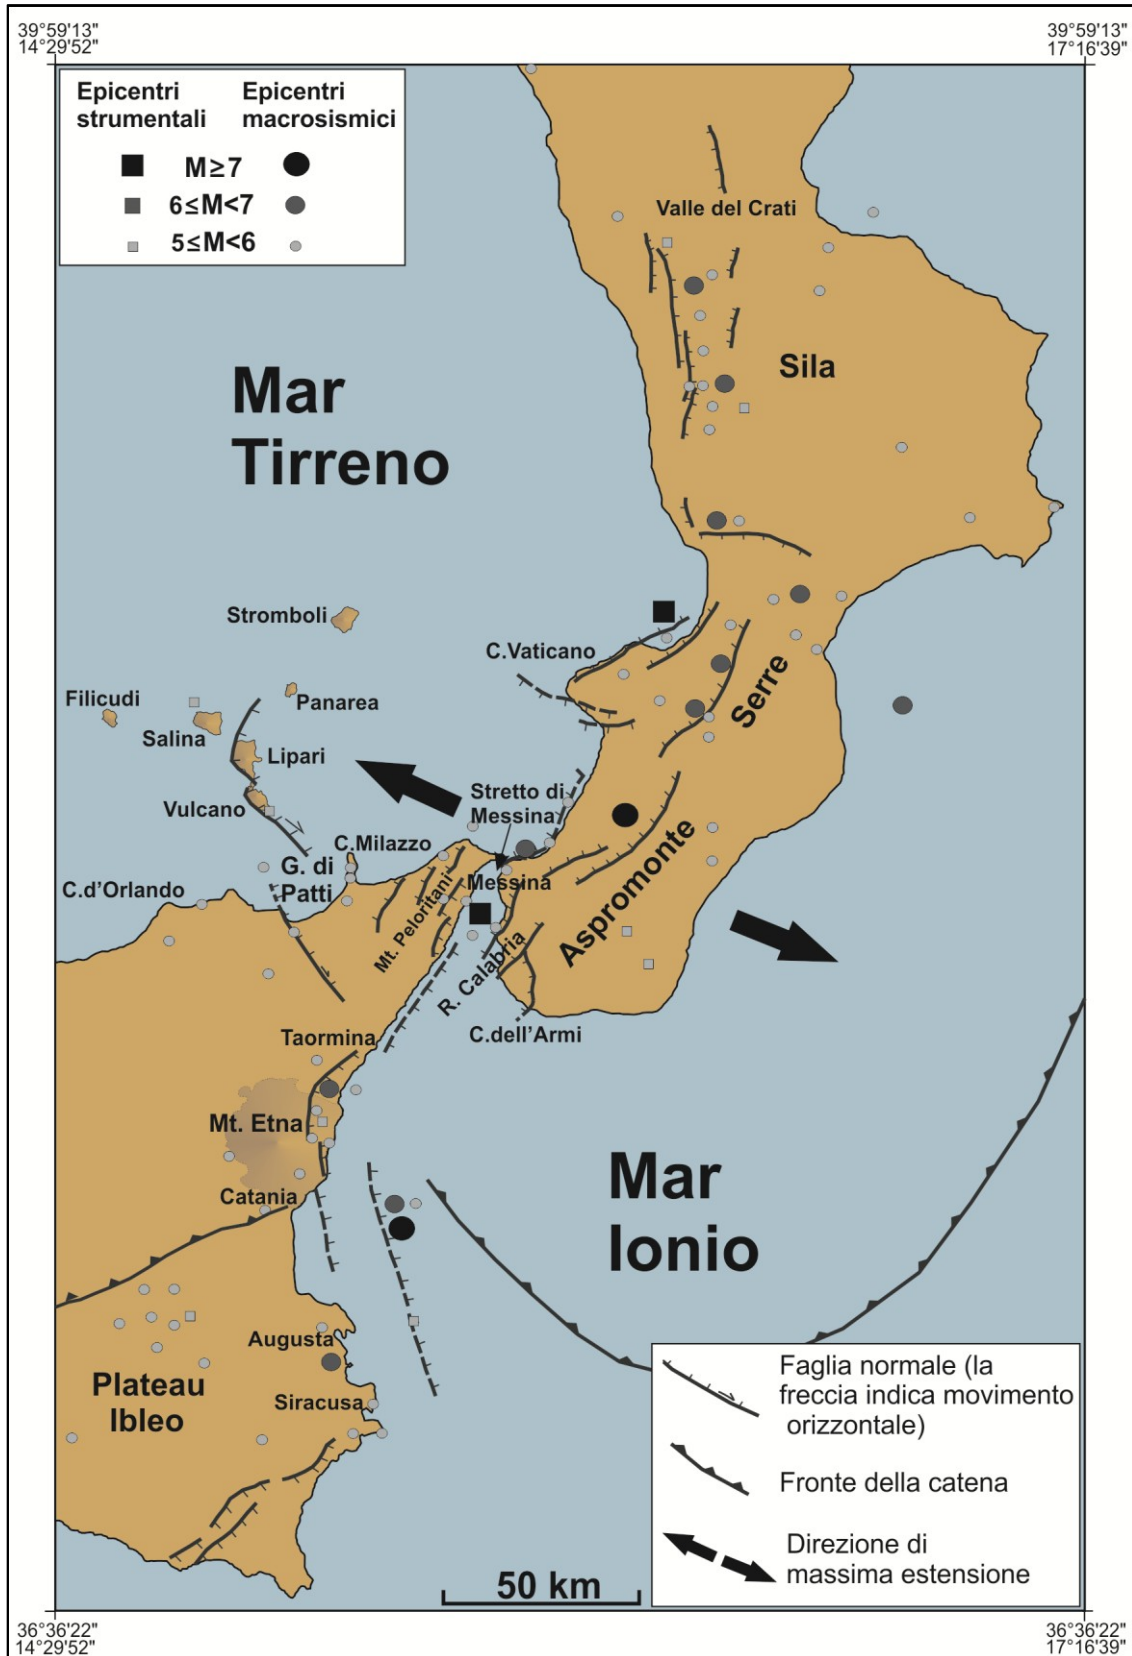 39°59'13"
14°29'52"
39°59'13"
17°16'39"
Epicentri
strumentali
Epicentri
macrosismici
M≥7
6≤M<7
5≤M<6
Valle del Crati
Sila
Mar
Tirreno
Stromboli
C.Vaticano
Filicudi
Panarea
Salina
Lipari
Serre
Vulcano
Stretto di
Messina
C.Milazzo
G. di
Patti
C.d'Orlando
Messina
Mt. Peloritani
Aspromonte
R. Calabria
C.dell'Armi
Taormina
Mt. Etna
Catania
Mar
Ionio
Augusta
Plateau
Ibleo
Siracusa
Faglia normale (la
freccia indica movimento
orizzontale)
Fronte della catena
Direzione di
massima estensione
50 km
36°36'22"
14°29'52"
36°36'22"
17°16'39"